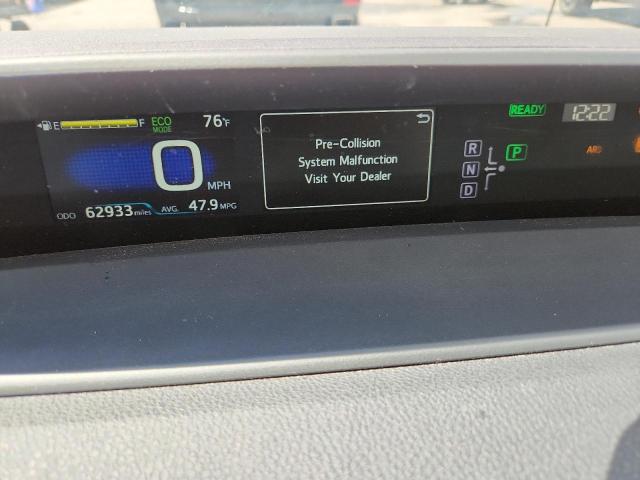 E F ECO MODE 76°F
0 MPH
ODO 62933 miles AVG. 47.9 MPG
Pre-Collision
System Malfunction
Visit Your Dealer
READY 12:22
R
N
D
P